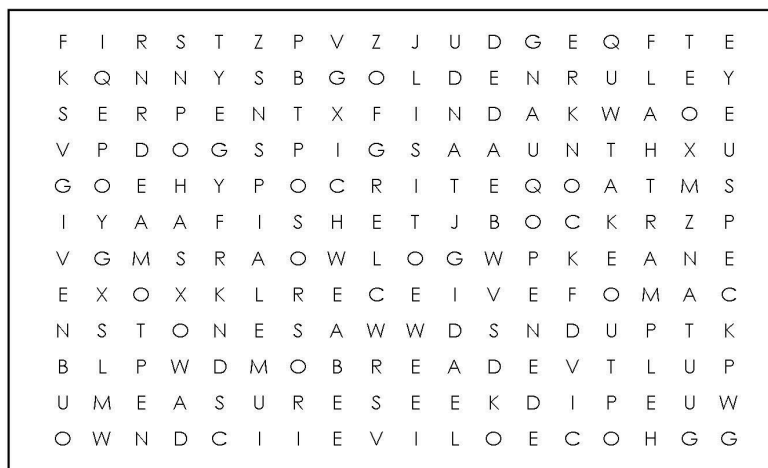 F I R S T Z P V Z J U D G E Q F T E
K Q N N Y S B G O L D E N R U L E Y
S E R P E N T X F I N D A K W A O E
V P D O G S P I G S A A U N T H X U
G O E H Y P O C R I T E Q O A T M S
I Y A A F I S H E T J B O C K R Z P
V G M S R A O W L O G W P K E A N E
E X O X K L R E C E I V E F O M A C
N S T O N E S A W W D S N D U P T K
B L P W D M O B R E A D E V T L U P
U M E A S U R E S E E K D I P E U W
O W N D C I I E V I L O E C O H G G